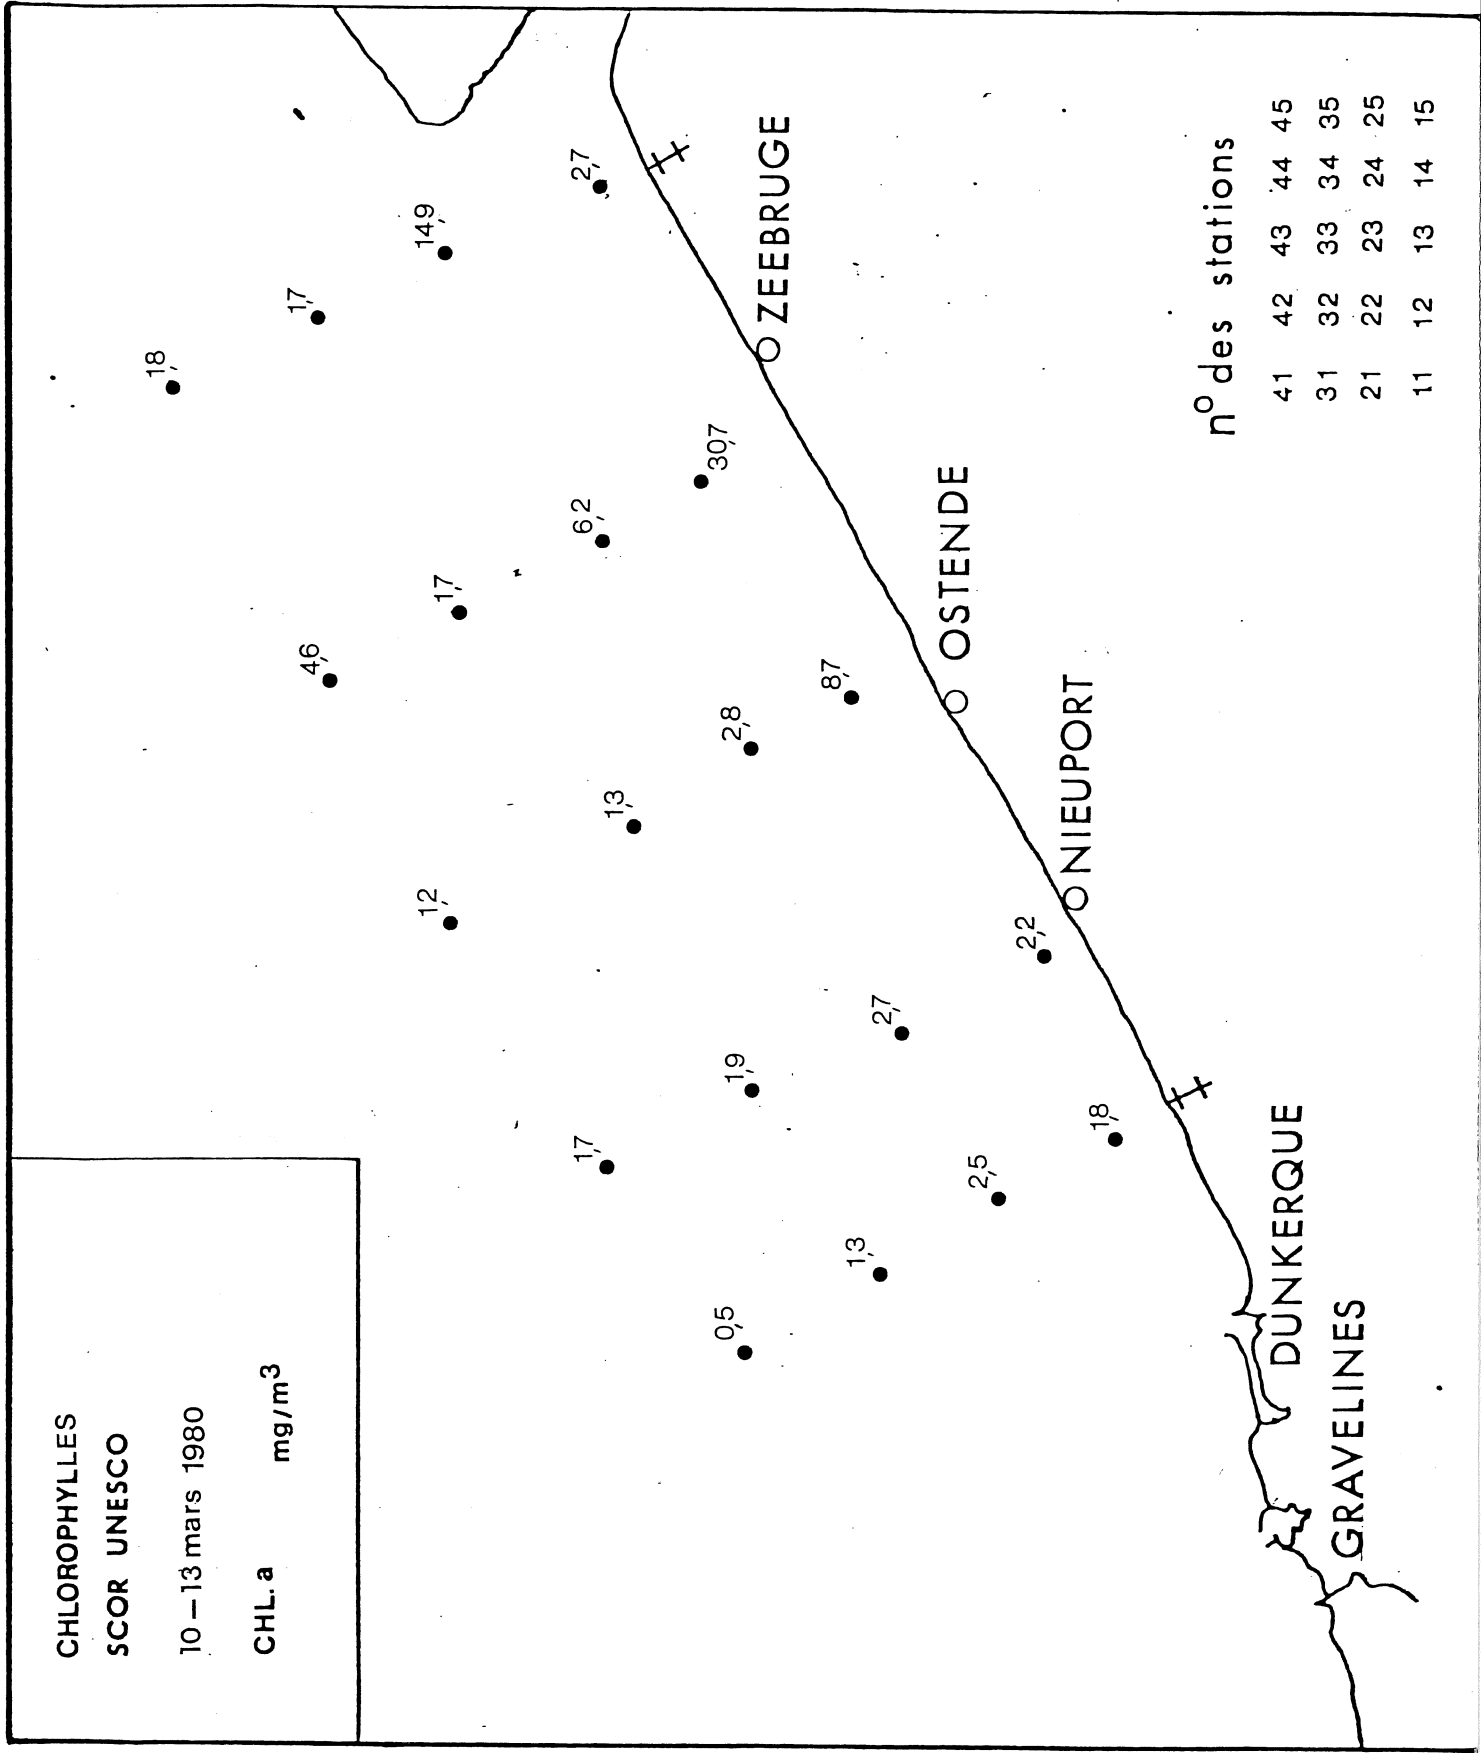 CHLOROPHYLLES
SCOR UNESCO
10–13 mars 1980
CHL.a mg/m3
1,8
1,7
14,9
2,7
4,6
1,7
6,2
30,7
1,2
1,3
2,8
8,7
1,7
1,9
2,7
2,2
0,5
1,3
2,5
1,8
ZEEBRUGE
OSTENDE
NIEUPORT
DUNKERQUE
GRAVELINES
nº des stations
41 42 43 44 45
31 32 33 34 35
21 22 23 24 25
11 12 13 14 15